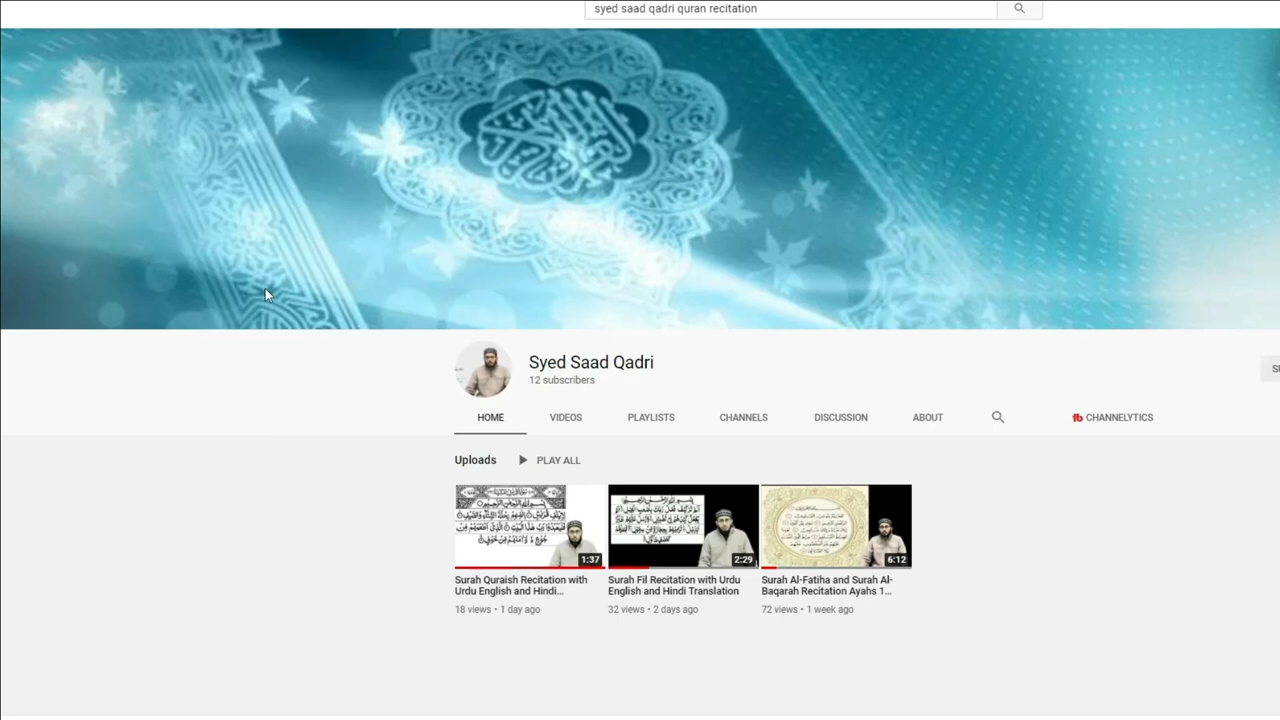 syed saad qadri quran recitation
القرآن الكريم
Syed Saad Qadri
12 subscribers
HOME VIDEOS PLAYLISTS CHANNELS DISCUSSION ABOUT CHANNELYTICS
Uploads PLAY ALL
1:37 2:29 6:12
Surah Quraish Recitation with
Urdu English and Hindi...
18 views • 1 day ago
Surah Fil Recitation with Urdu
English and Hindi Translation
32 views • 2 days ago
Surah Al-Fatiha and Surah Al-
Baqarah Recitation Ayahs 1...
72 views • 1 week ago